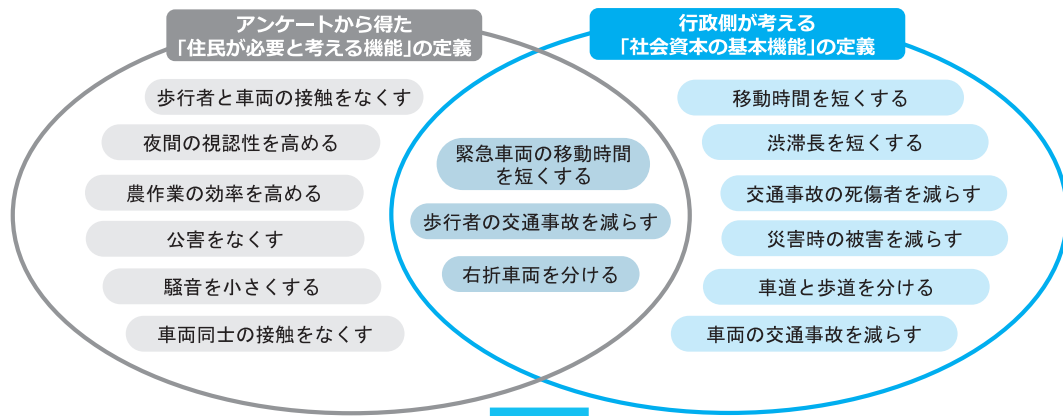 アンケートから得た
「住民が必要と考える機能」の定義
行政側が考える
「社会資本の基本機能」の定義
歩行者と車両の接触をなくす
夜間の視認性を高める
農作業の効率を高める
公害をなくす
騒音を小さくする
車両同士の接触をなくす
緊急車両の移動時間
を短くする
歩行者の交通事故を減らす
右折車両を分ける
移動時間を短くする
渋滞長を短くする
交通事故の死傷者を減らす
災害時の被害を減らす
車道と歩道を分ける
車両の交通事故を減らす